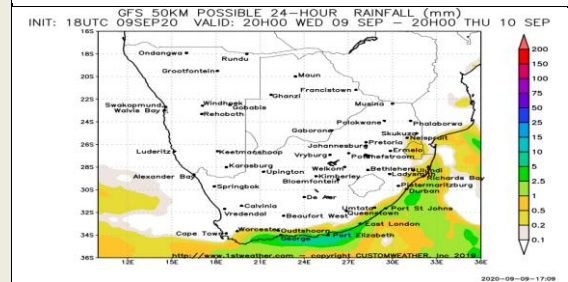 GFS 50KM POSSIBLE 24-HOUR RAINFALL (mm)
INIT: 18UTC 09SEP20 VALID: 20H00 WED 09 SEP - 20H00 THU 10 SEP
16S
Ondangwa
Rundu
18S
Grootfontein
Maun
20S
Francistown
Ghanzi
22S
Musina
Swakopmund
Windhoek
Gobabis
Walvis Bay
Rehoboth
Polokwane
Phalaborwa
24S
Gaborone
Skukuza
Nelspruit
Pretoria
Johannesburg
26S
Luderitz
Keetmanshoop
Ermelo
Vryburg
Potchefstroom
Karasburg
28S
Upington
Welkom
Bethlehem
Ulundi
Alexander Bay
Kimberley
Ladysmith
Richards Bay
Bloemfontein
Springbok
Pietermaritzburg
30S
Durban
De Aar
Calvinia
Umtata
Port St Johns
32S
Vredendal
Beaufort West
Queenstown
East London
Cape Town
Worcester
Oudtshoorn
34S
George
Port Elizabeth
http://www.1stweather.com - copyright CUSTOMWEATHER, inc 2019
36S
12E 15E 18E 21E 24E 27E 30E 33E 36E
200
150
100
75
50
25
15
10
5
2.5
1
0.5
0.2
0.1
2020-09-09-17:09